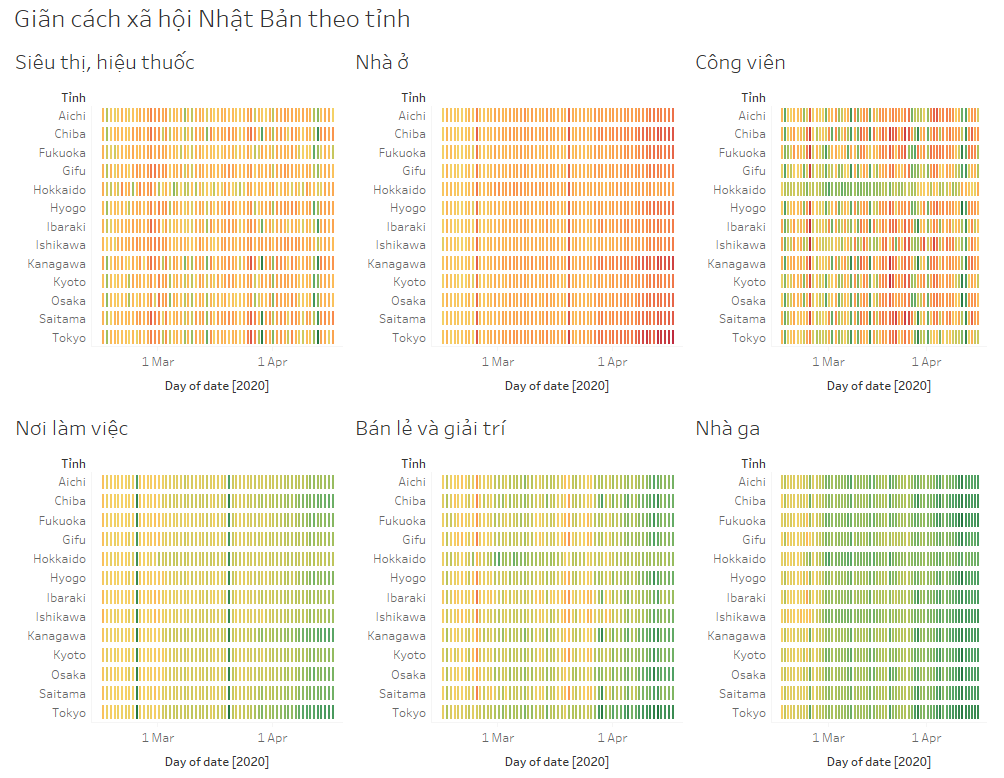 Giãn cách xã hội Nhật Bản theo tỉnh
Siêu thị, hiệu thuốc
Tỉnh
Aichi
Chiba
Fukuoka
Gifu
Hokkaido
Hyogo
Ibaraki
Ishikawa
Kanagawa
Kyoto
Osaka
Saitama
Tokyo
1 Mar 1 Apr
Day of date [2020]
Nhà ở
Tỉnh
Aichi
Chiba
Fukuoka
Gifu
Hokkaido
Hyogo
Ibaraki
Ishikawa
Kanagawa
Kyoto
Osaka
Saitama
Tokyo
1 Mar 1 Apr
Day of date [2020]
Công viên
Tỉnh
Aichi
Chiba
Fukuoka
Gifu
Hokkaido
Hyogo
Ibaraki
Ishikawa
Kanagawa
Kyoto
Osaka
Saitama
Tokyo
1 Mar 1 Apr
Day of date [2020]
Nơi làm việc
Tỉnh
Aichi
Chiba
Fukuoka
Gifu
Hokkaido
Hyogo
Ibaraki
Ishikawa
Kanagawa
Kyoto
Osaka
Saitama
Tokyo
1 Mar 1 Apr
Day of date [2020]
Bán lẻ và giải trí
Tỉnh
Aichi
Chiba
Fukuoka
Gifu
Hokkaido
Hyogo
Ibaraki
Ishikawa
Kanagawa
Kyoto
Osaka
Saitama
Tokyo
1 Mar 1 Apr
Day of date [2020]
Nhà ga
Tỉnh
Aichi
Chiba
Fukuoka
Gifu
Hokkaido
Hyogo
Ibaraki
Ishikawa
Kanagawa
Kyoto
Osaka
Saitama
Tokyo
1 Mar 1 Apr
Day of date [2020]